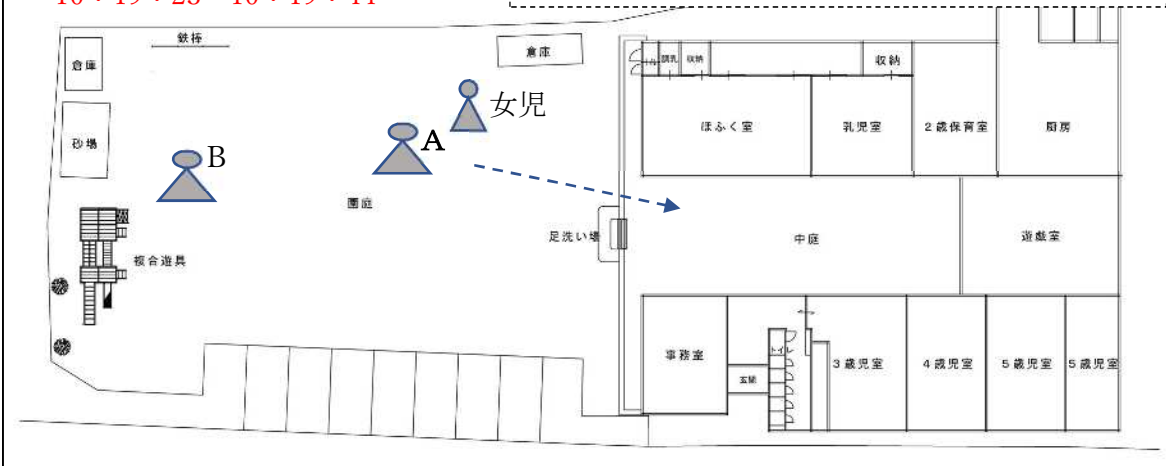 鉄棒
倉庫
倉庫
女児
A
B
砂場
園庭
複合遊具
足洗い場
調乳
収納
収納
ほふく室
乳児室
2歳保育室
厨房
中庭
遊戯室
事務室
玄関
トイレ
3歳児室
4歳児室
5歳児室
5歳児室